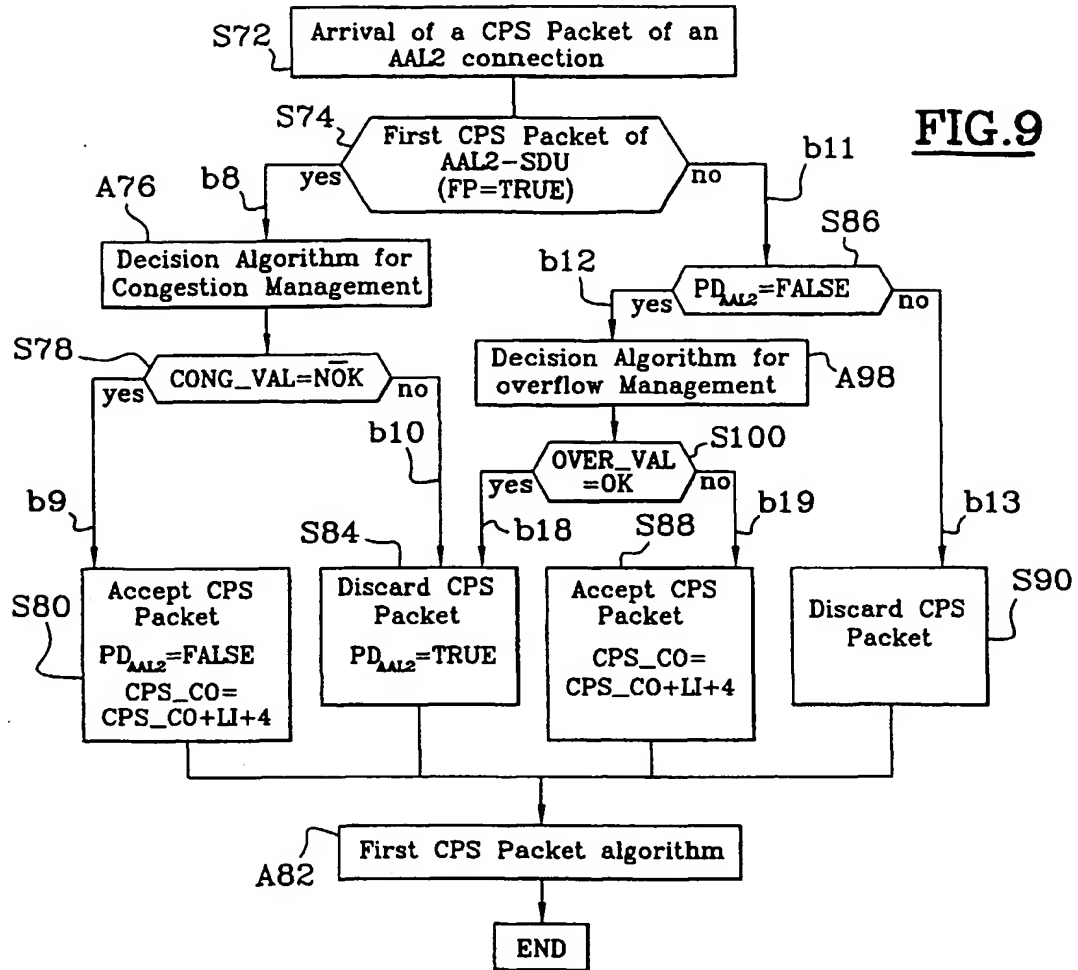 S72
Arrival of a CPS Packet of an
AAL2 connection
FIG.9
S74
First CPS Packet of
AAL2-SDU
(FP=TRUE)
yes
no
b8
b11
A76
Decision Algorithm for
Congestion Management
S86
PD_AAL2=FALSE
yes
no
b12
S78
CONG_VAL=NOK
yes
no
Decision Algorithm for
overflow Management
A98
b10
S100
OVER_VAL
=OK
yes
no
b9
b18
b19
b13
S80
Accept CPS
Packet
PD_AAL2=FALSE
CPS_CO=
CPS_CO+LI+4
S84
Discard CPS
Packet
PD_AAL2=TRUE
S88
Accept CPS
Packet
CPS_CO=
CPS_CO+LI+4
S90
Discard CPS
Packet
A82
First CPS Packet algorithm
END